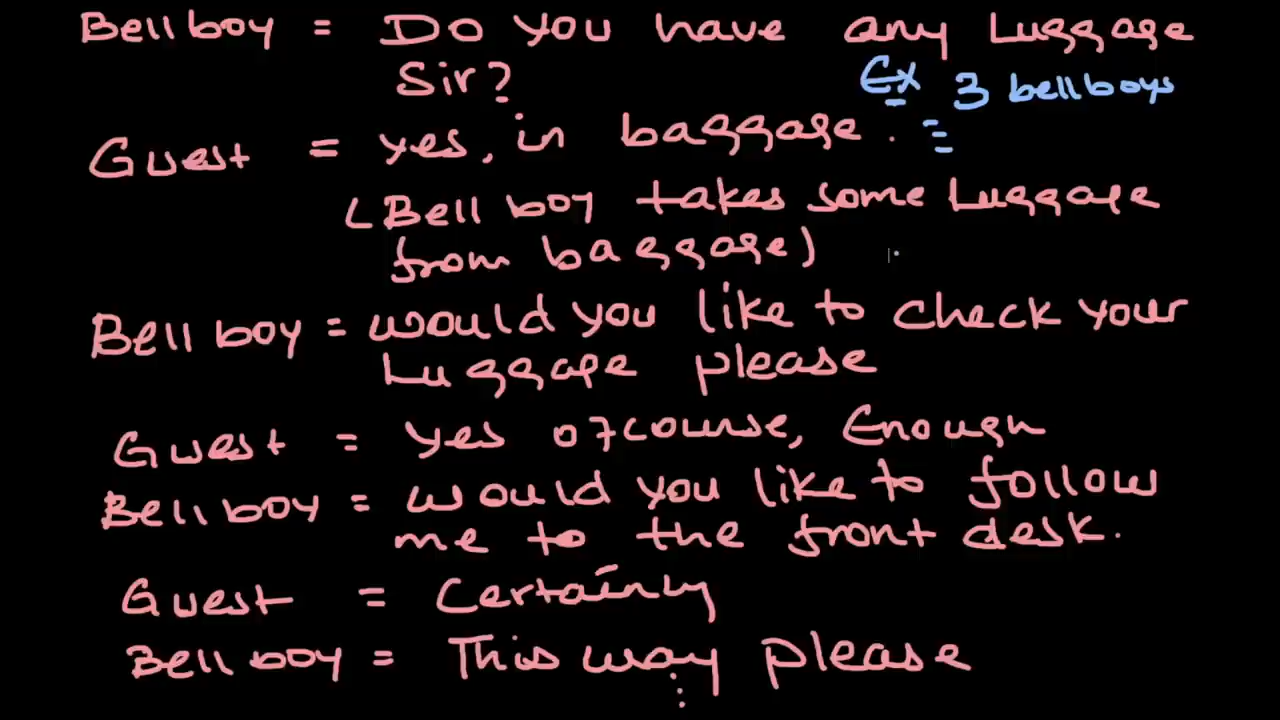 Bellboy = Do you have any Luggage
Sir?
Ex 3 bellboys
Guest = yes, in baggage.
(Bell boy takes some Luggage
from baggage)
Bell boy = would you like to check your
Luggage please
Guest = yes ofcourse, Enough
Bell boy = would you like to follow
me to the front desk.
Guest = Certainly
Bell boy = This way please